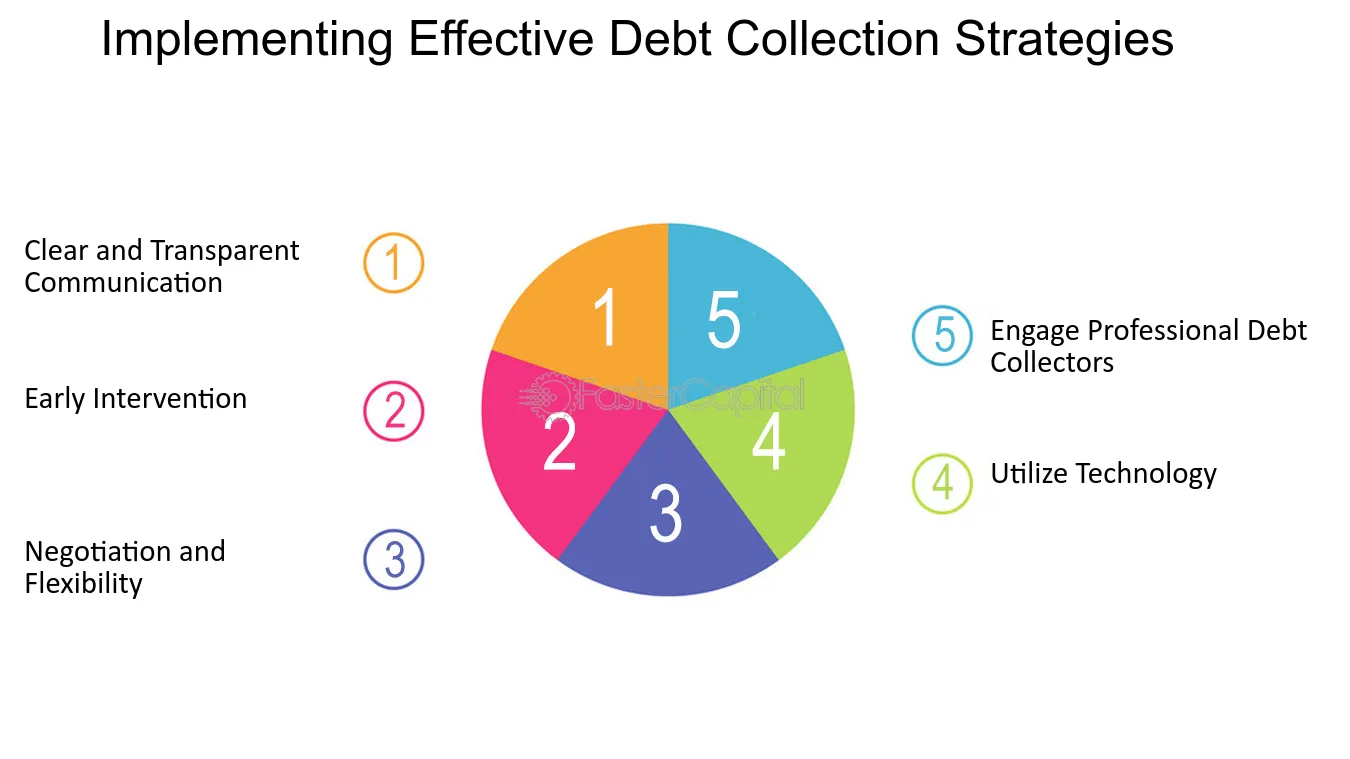 Implementing Effective Debt Collection Strategies
Clear and Transparent
Communication
1
Early Intervention
2
Negotiation and
Flexibility
3
1
5
2
4
3
FasterCapital
5
Engage Professional Debt
Collectors
4
Utilize Technology